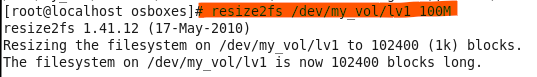 [root@localhost osboxes]# resize2fs /dev/my_vol/lv1 100M
resize2fs 1.41.12 (17-May-2010)
Resizing the filesystem on /dev/my_vol/lv1 to 102400 (1k) blocks.
The filesystem on /dev/my_vol/lv1 is now 102400 blocks long.